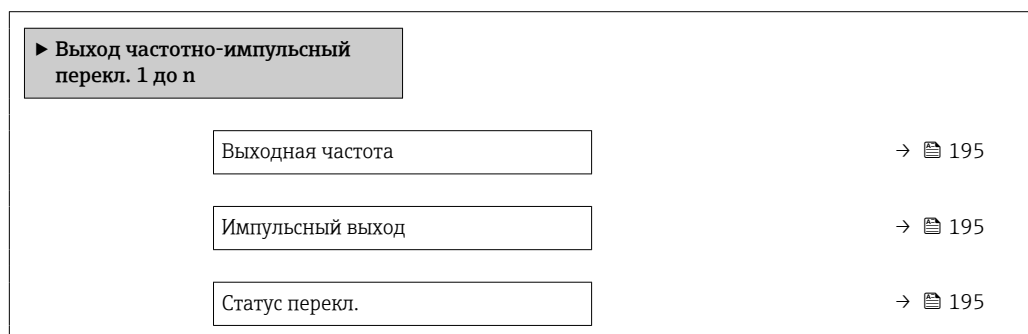 ► Выход частотно-импульсный
перекл. 1 до n
Выходная частота → 195
Импульсный выход → 195
Статус перекл. → 195